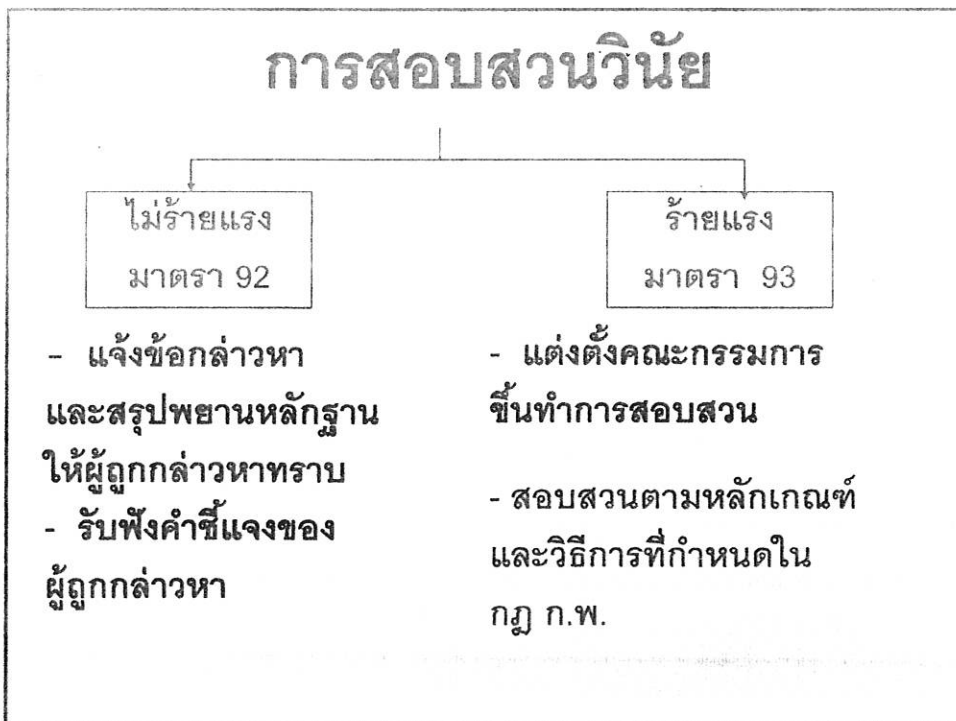 การสอบสวนวินัย
ไม่ร้ายแรง
มาตรา 92
- แจ้งข้อกล่าวหา
และสรุปพยานหลักฐาน
ให้ผู้ถูกกล่าวหาทราบ
- รับฟังคำชี้แจงของ
ผู้ถูกกล่าวหา
ร้ายแรง
มาตรา 93
- แต่งตั้งคณะกรรมการ
ขึ้นทำการสอบสวน
- สอบสวนตามหลักเกณฑ์
และวิธีการที่กำหนดใน
กฎ ก.พ.